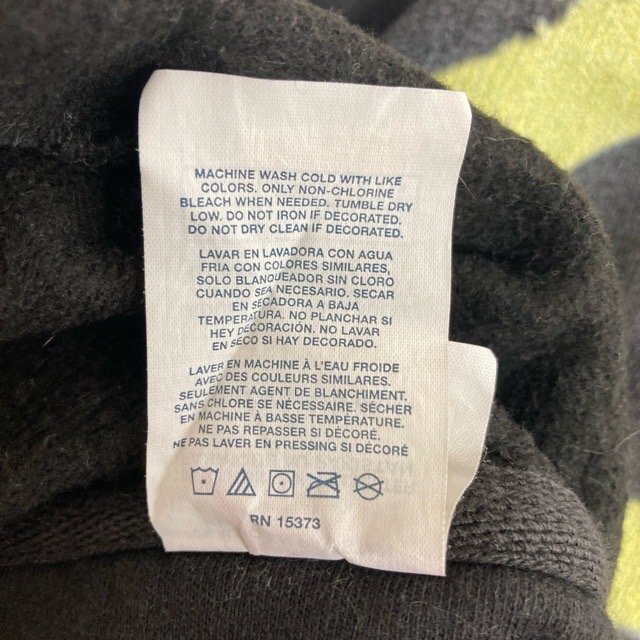 MACHINE WASH COLD WITH LIKE
COLORS. ONLY NON-CHLORINE
BLEACH WHEN NEEDED. TUMBLE DRY
LOW. DO NOT IRON IF DECORATED.
DO NOT DRY CLEAN IF DECORATED.
LAVAR EN LAVADORA CON AGUA
FRIA CON COLORES SIMILARES,
SOLO BLANQUEADOR SIN CLORO
CUANDO SEA NECESARIO. SECAR
EN SECADORA A BAJA
TEMPERATURA. NO PLANCHAR SI
HEY DECORACIÓN. NO LAVAR
EN SECO SI HAY DECORADO.
LAVER EN MACHINE À L'EAU FROIDE
AVEC DES COULEURS SIMILARES.
SEULEMENT AGENT DE BLANCHIMENT.
SANS CHLORE SE NÉCESSAIRE. SÉCHER
EN MACHINE À BASSE TEMPÉRATURE.
NE PAS REPASSER SI DÉCORÉ.
NE PAS LAVER EN PRESSING SI DÉCORÉ
RN 15373